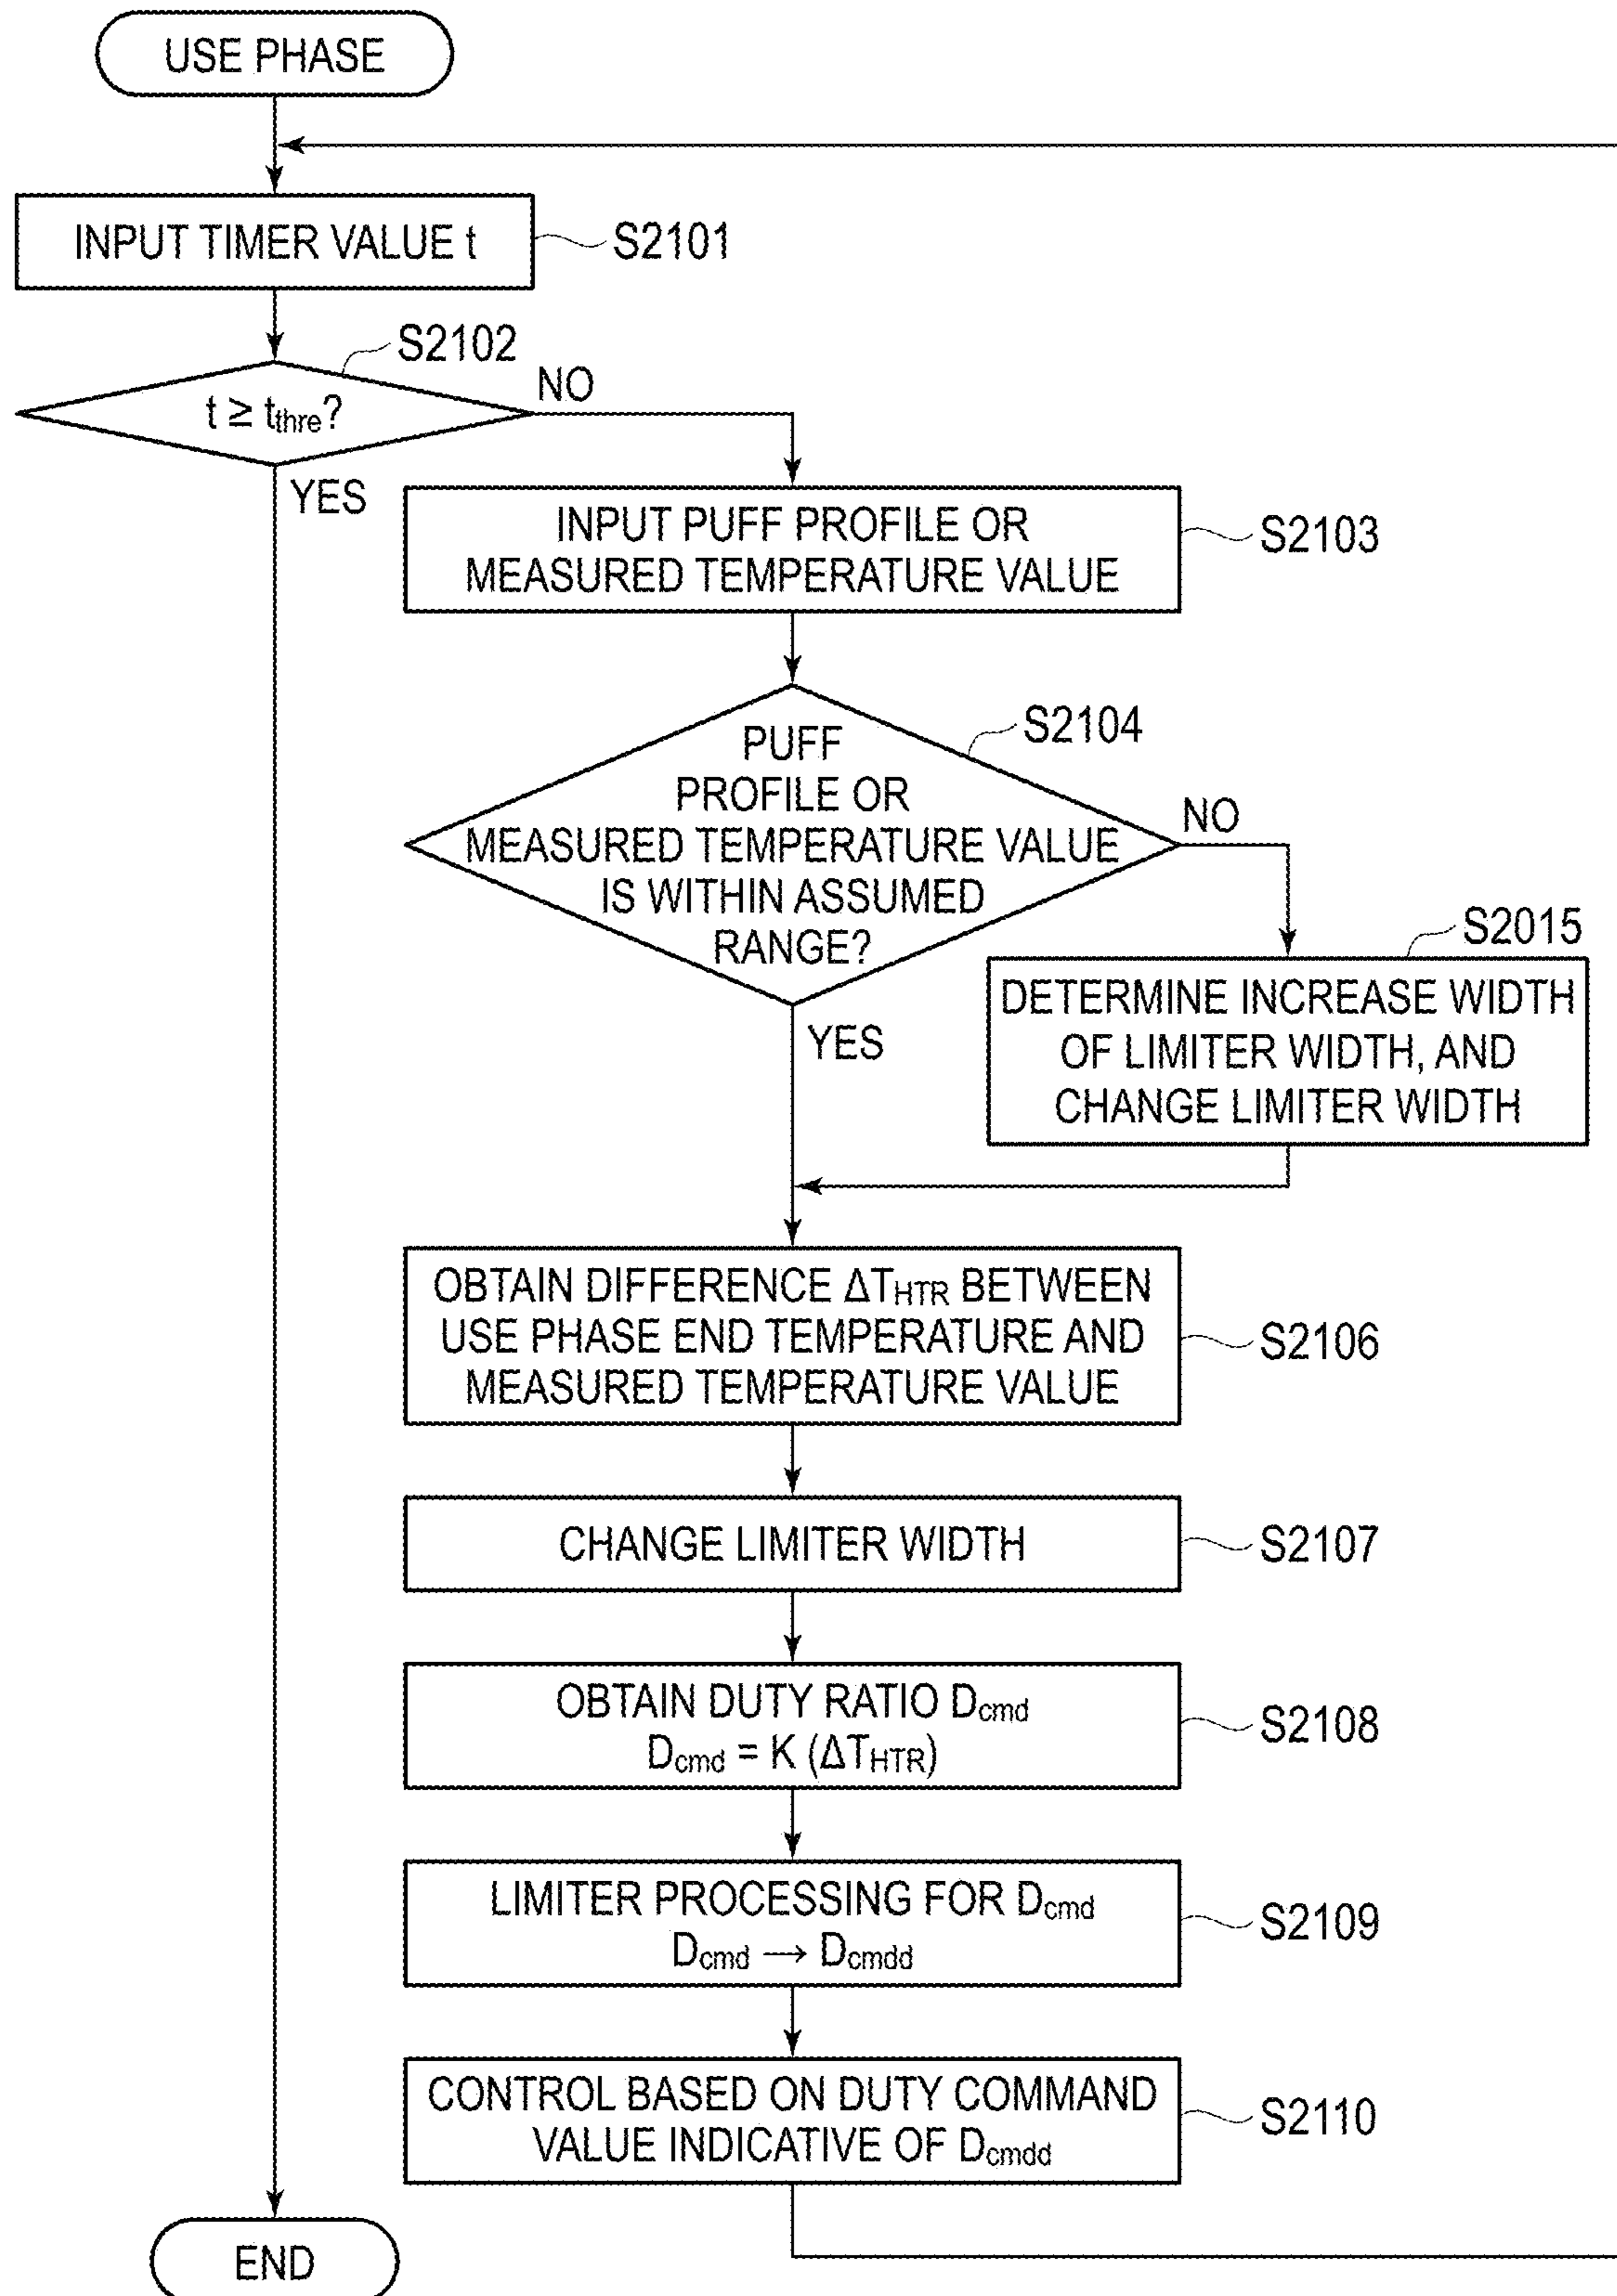 USE PHASE
INPUT TIMER VALUE t
S2101
S2102
t ≥ tthre?
NO
YES
INPUT PUFF PROFILE OR
MEASURED TEMPERATURE VALUE
S2103
S2104
PUFF
PROFILE OR
MEASURED TEMPERATURE VALUE
IS WITHIN ASSUMED
RANGE?
NO
YES
S2015
DETERMINE INCREASE WIDTH
OF LIMITER WIDTH, AND
CHANGE LIMITER WIDTH
OBTAIN DIFFERENCE ΔTHTR BETWEEN
USE PHASE END TEMPERATURE AND
MEASURED TEMPERATURE VALUE
S2106
CHANGE LIMITER WIDTH
S2107
OBTAIN DUTY RATIO Dcmd
Dcmd = K (ΔTHTR)
S2108
LIMITER PROCESSING FOR Dcmd
Dcmd → Dcmdd
S2109
CONTROL BASED ON DUTY COMMAND
VALUE INDICATIVE OF Dcmdd
S2110
END